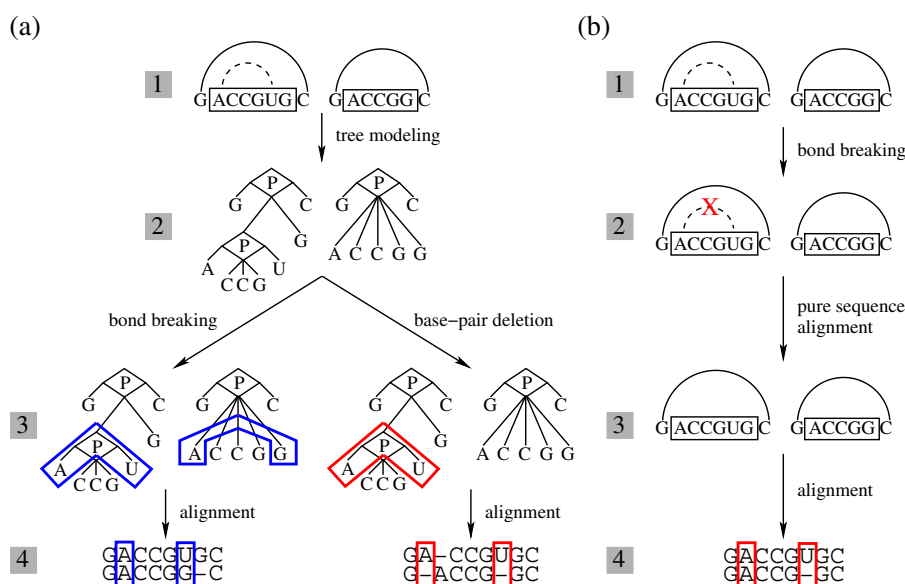 (a)
1
G ACCGUG C
G ACCGG C
tree modeling
2
P
G C
G
P
A U
C C G
P
G C
A C C G G
bond breaking
base−pair deletion
3
P
G C
G
P
A U
C C G
P
G C
A C C G G
P
G C
G
P
A U
C C G
P
G C
A C C G G
alignment
alignment
4
GACCGUGC
GACCGG-C
GA-CCGUGC
G-ACCG-GC
(b)
1
G ACCGUG C
G ACCGG C
bond breaking
2
X
G ACCGUG C
G ACCGG C
pure sequence
alignment
3
G ACCGUG C
G ACCGG C
alignment
4
GACCGUGC
GACCG-GC